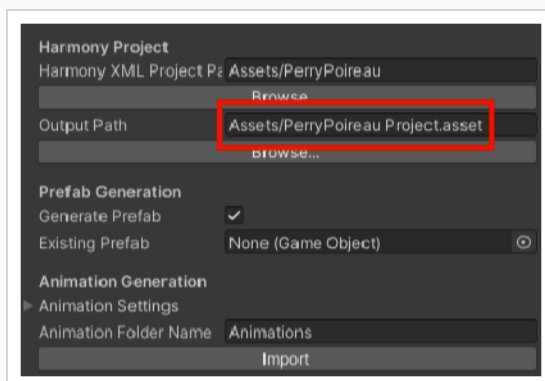 Harmony Project
Harmony XML Project Pa Assets/PerryPoireau
Browse...
Output Path Assets/PerryPoireau Project.asset
Browse...
Prefab Generation
Generate Prefab
Existing Prefab None (Game Object)
Animation Generation
Animation Settings
Animation Folder Name Animations
Import